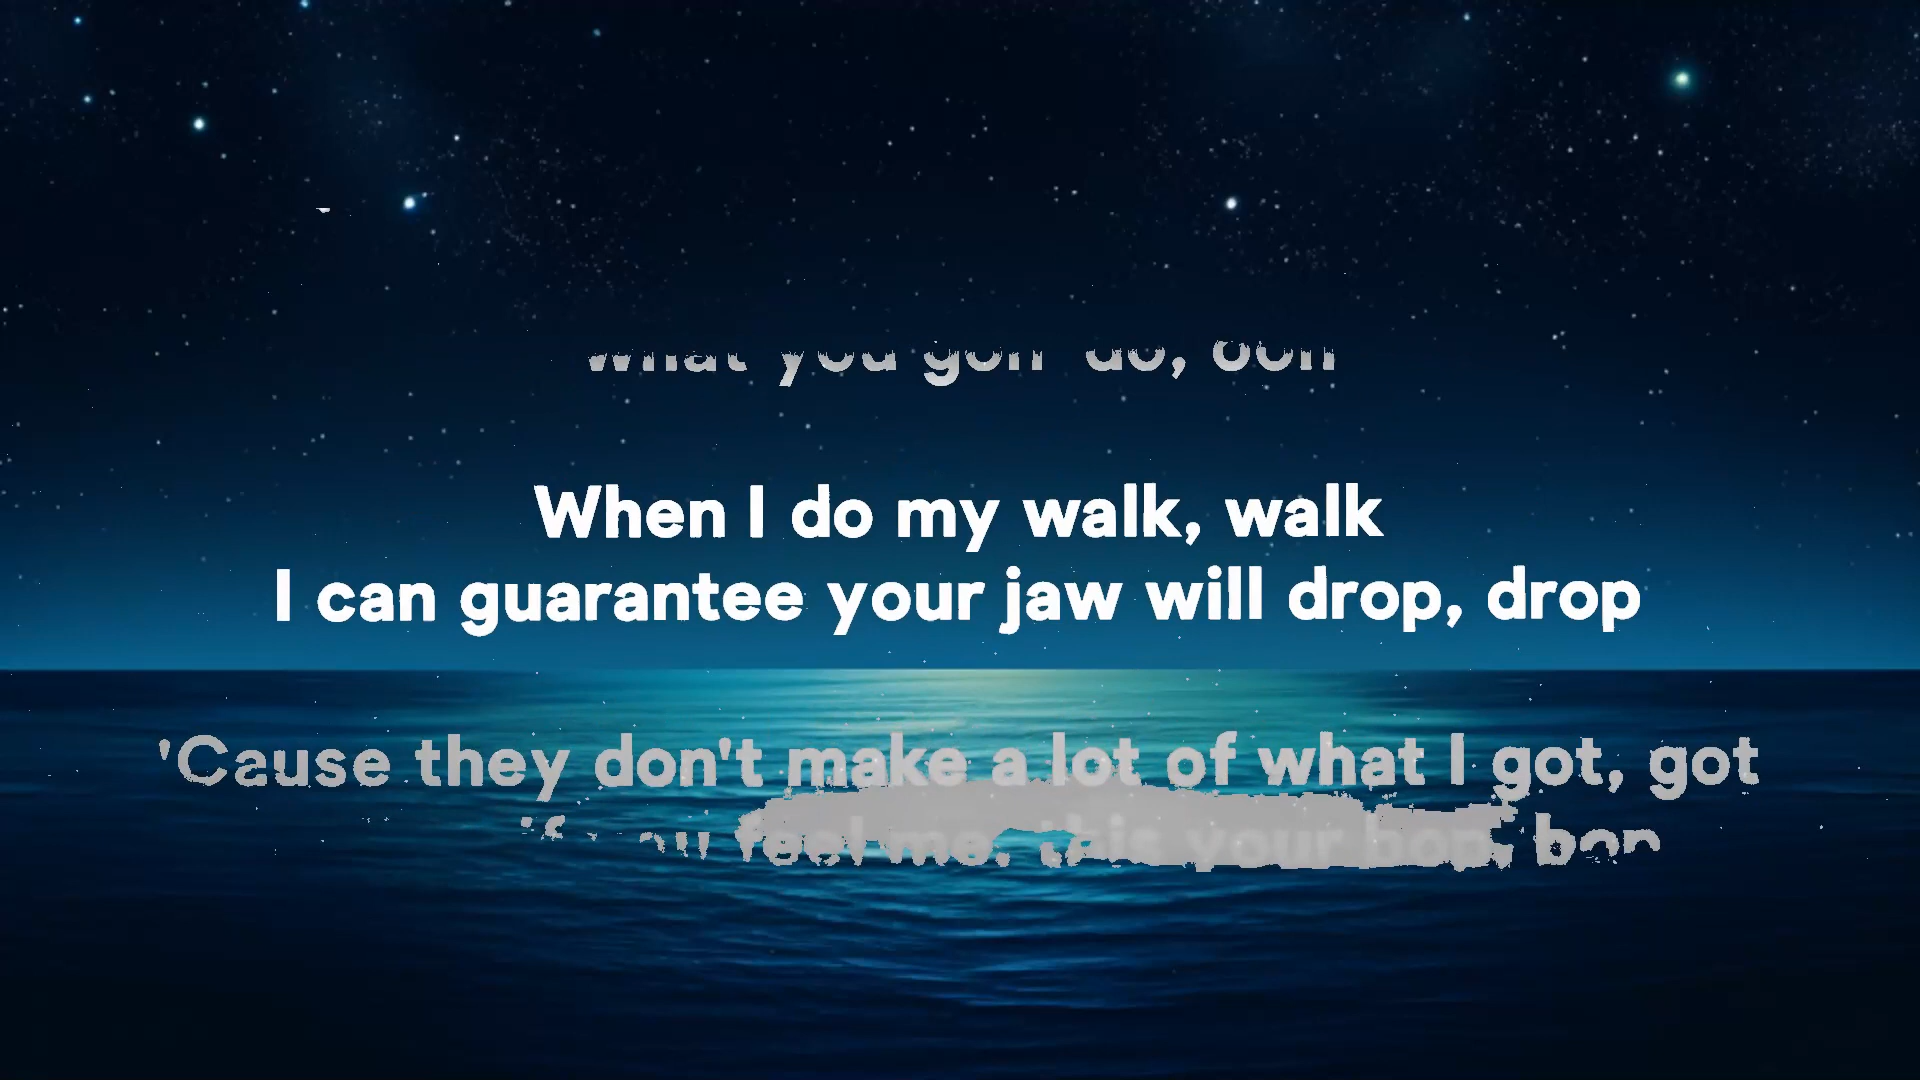 What you gon' do, ooh
When I do my walk, walk
I can guarantee your jaw will drop, drop
'Cause they don't make a lot of what I got, got
if you feel me, this your bop, bop